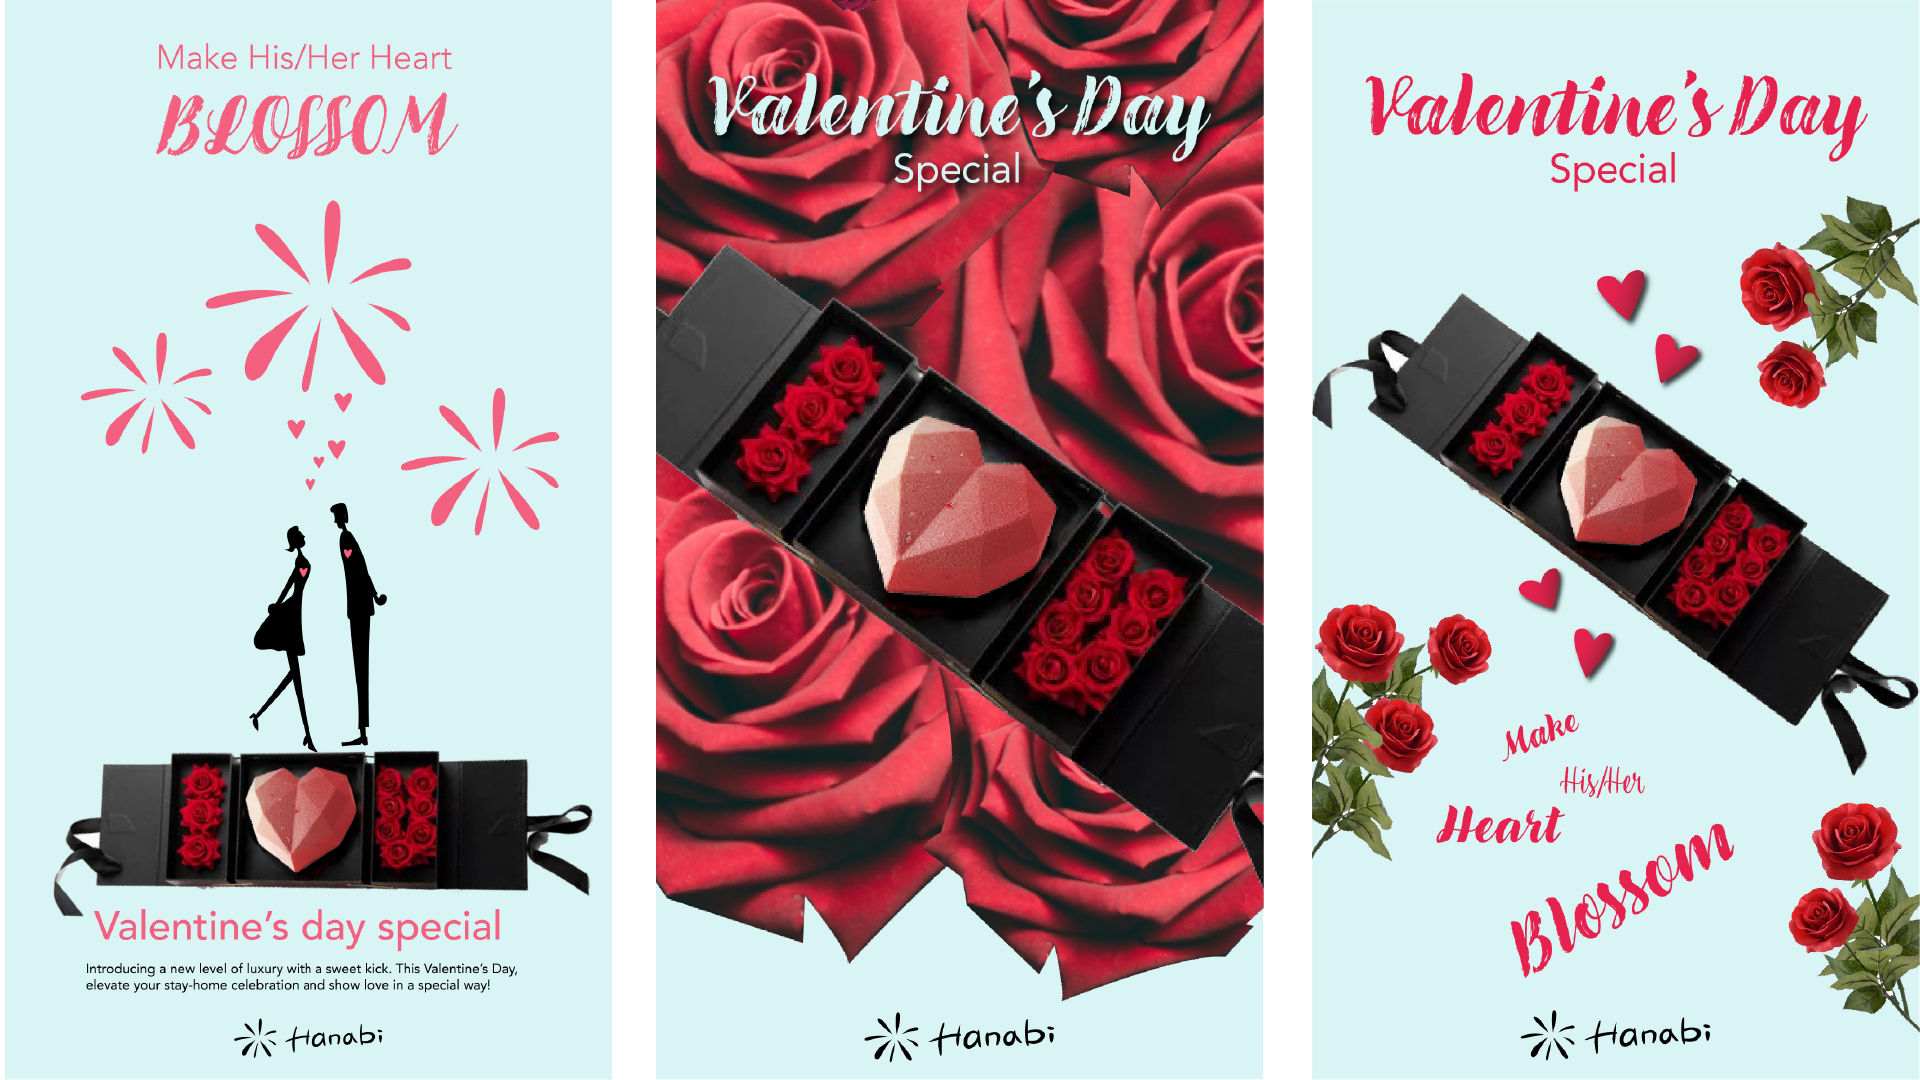 Make His/Her Heart
BLOSSOM
Valentine's day special
Introducing a new level of luxury with a sweet kick. This Valentine's Day,
elevate your stay-home celebration and show love in a special way!
Hanabi
Valentine's Day
Special
Hanabi
Valentine's Day
Special
Make
His/Her
Heart
Blossom
Hanabi